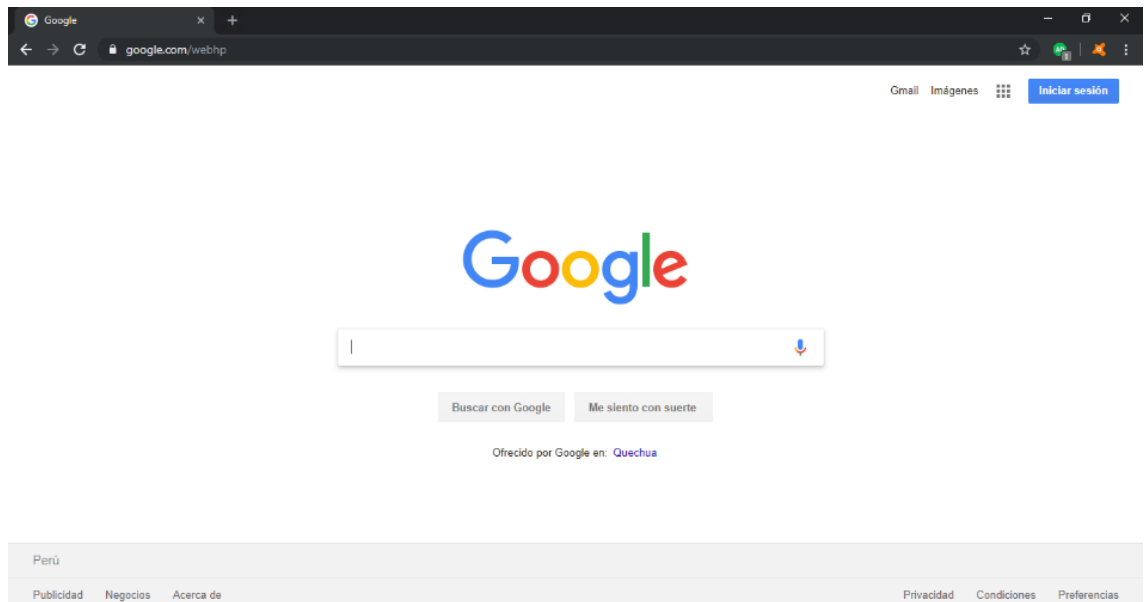 Google
google.com/webhp
Gmail Imágenes Iniciar sesión
Google
Buscar con Google Me siento con suerte
Ofrecido por Google en: Quechua
Perú
Publicidad Negocios Acerca de Privacidad Condiciones Preferencias